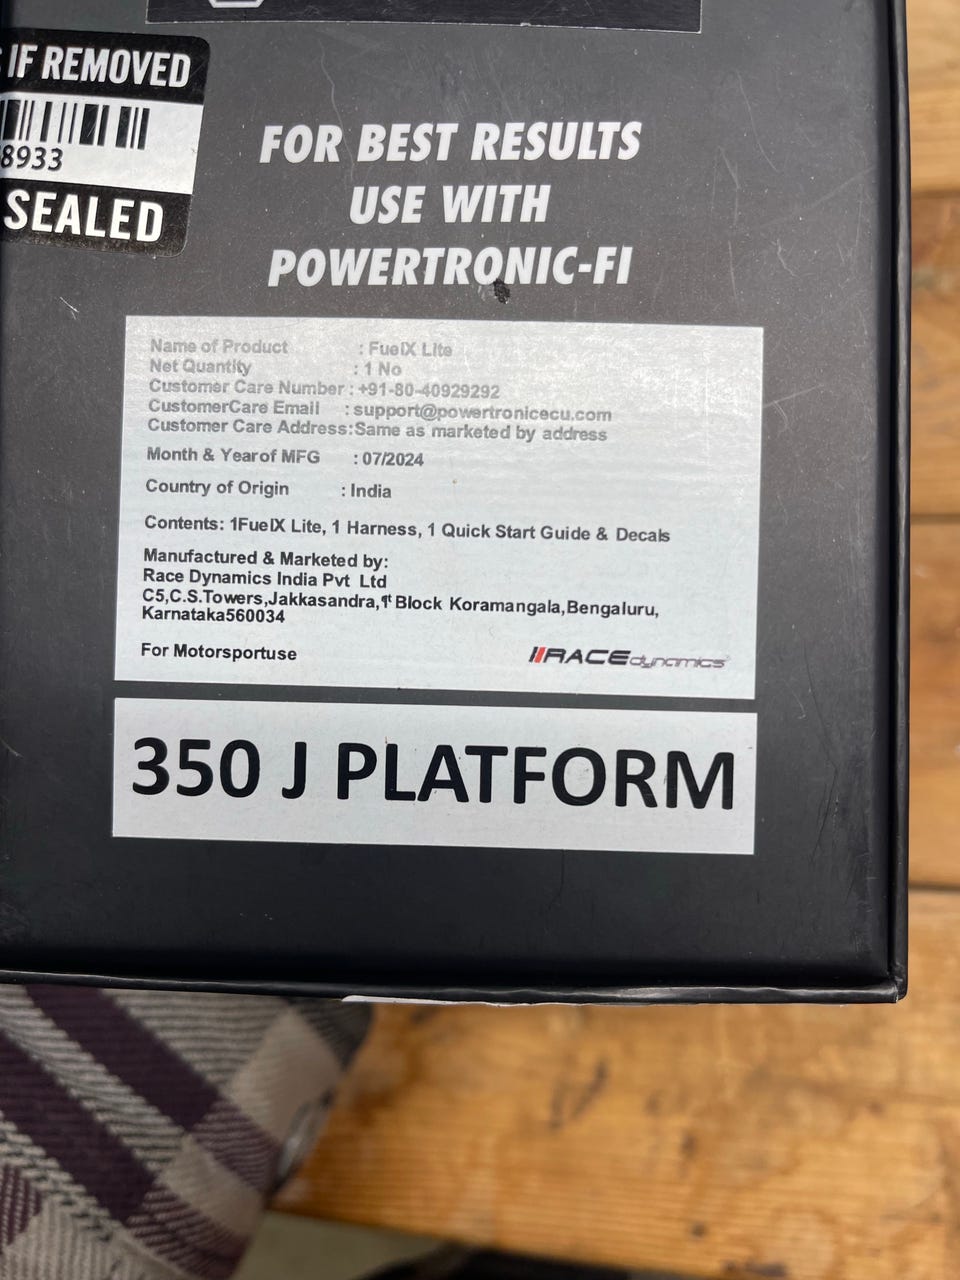 IF REMOVED
8933
SEALED
FOR BEST RESULTS
USE WITH
POWERTRONIC-FI
Name of Product : FuelX Lite
Net Quantity : 1 No
Customer Care Number : +91-80-40929292
CustomerCare Email : support@powertronicecu.com
Customer Care Address:Same as marketed by address
Month & Yearof MFG : 07/2024
Country of Origin : India
Contents: 1FuelX Lite, 1 Harness, 1 Quick Start Guide & Decals
Manufactured & Marketed by:
Race Dynamics India Pvt Ltd
C5,C.S.Towers,Jakkasandra,1st Block Koramangala,Bengaluru,
Karnataka560034
For Motorsportuse
RACEdynamics
350 J PLATFORM